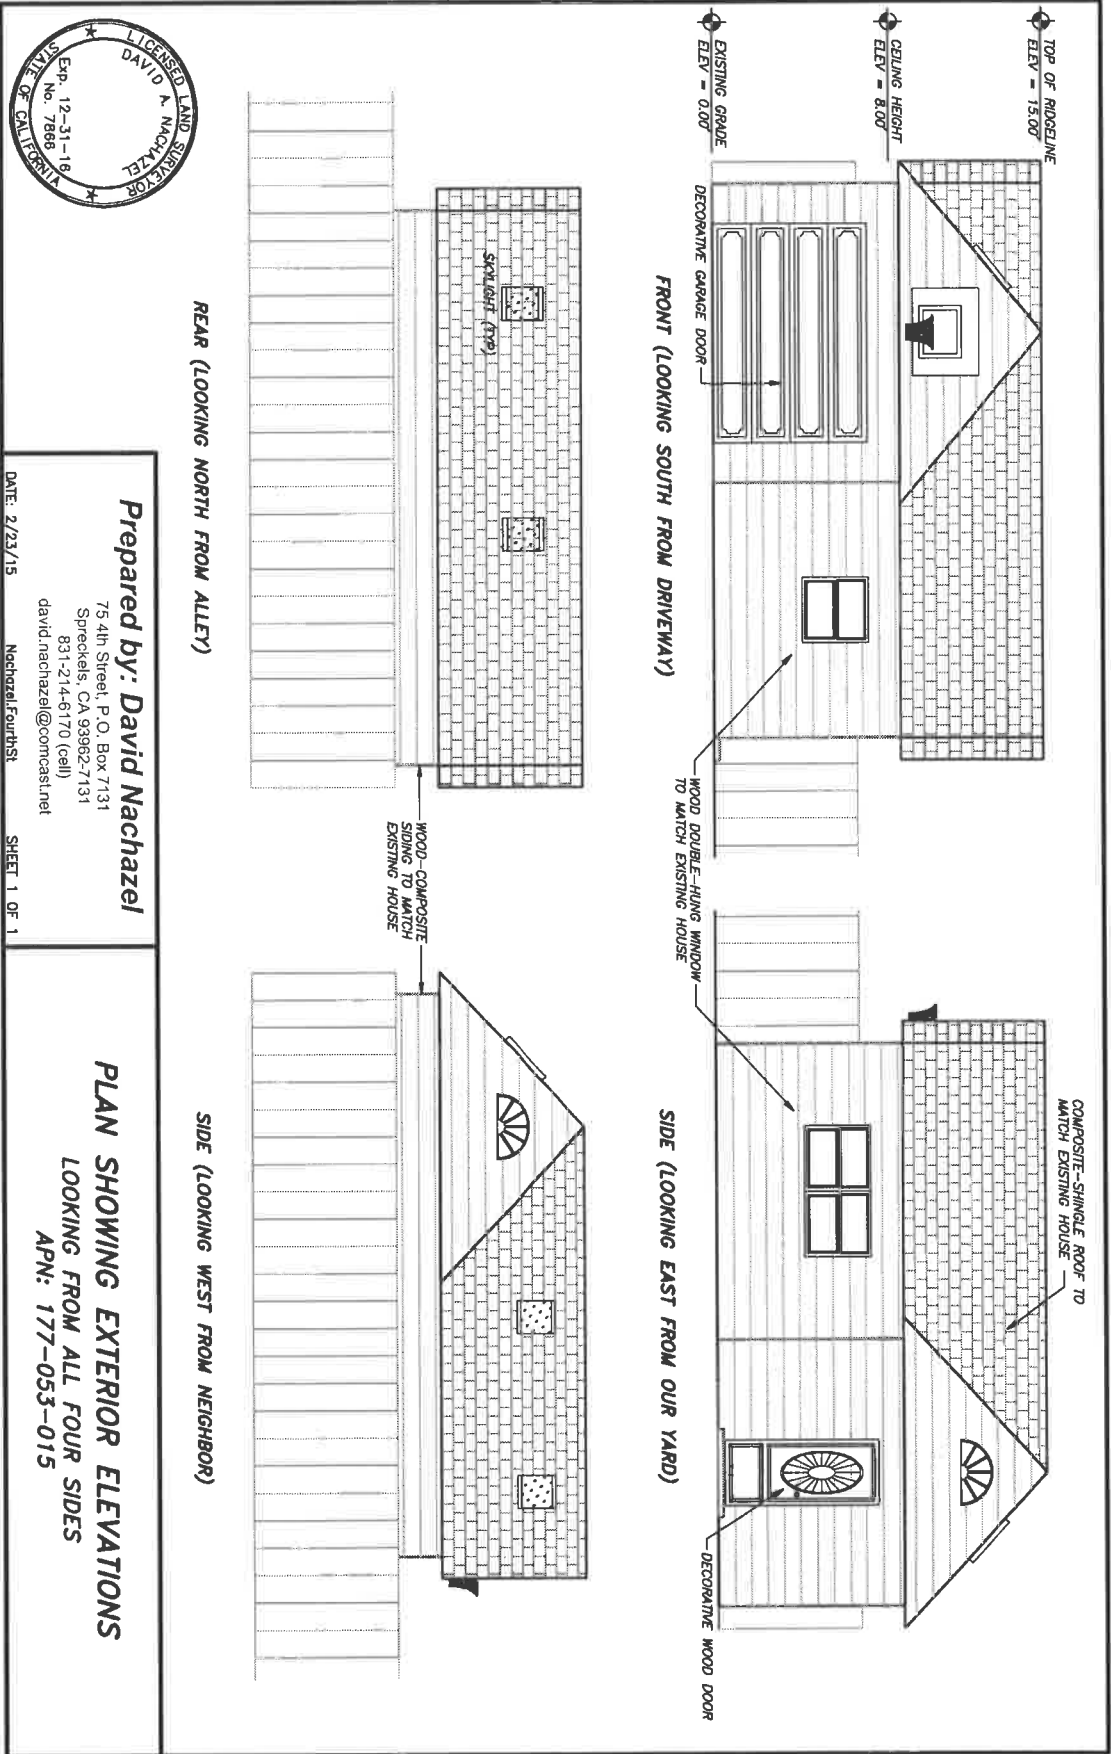 TOP OF RIDGELINE
ELEV = 15.00'
CEILING HEIGHT
ELEV = 8.00'
EXISTING GRADE
ELEV = 0.00'
DECORATIVE GARAGE DOOR
FRONT (LOOKING SOUTH FROM DRIVEWAY)
WOOD DOUBLE-HUNG WINDOW
TO MATCH EXISTING HOUSE
COMPOSITE-SHINGLE ROOF TO
MATCH EXISTING HOUSE
DECORATIVE WOOD DOOR
SIDE (LOOKING EAST FROM OUR YARD)
SKYLIGHT (TYP)
REAR (LOOKING NORTH FROM ALLEY)
WOOD-COMPOSITE
SIDING TO MATCH
EXISTING HOUSE
SIDE (LOOKING WEST FROM NEIGHBOR)
LICENSED LAND SURVEYOR
DAVID A. NACHAZEL
Exp. 12-31-16
No. 7868
STATE OF CALIFORNIA
Prepared by: David Nachazel
75 4th Street, P.O. Box 7131
Spreckels, CA 93962-7131
831-214-6170 (cell)
david.nachazel@comcast.net
DATE: 2/23/15 Nachazel.FourthSt SHEET 1 OF 1
PLAN SHOWING EXTERIOR ELEVATIONS
LOOKING FROM ALL FOUR SIDES
APN: 177-053-015